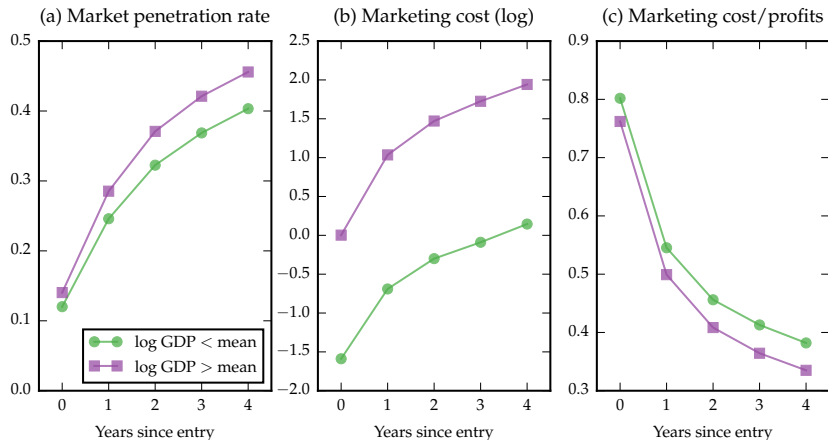 (a) Market penetration rate
0.5
0.4
0.3
0.2
0.1
0.0
log GDP < mean
log GDP > mean
0 1 2 3 4
Years since entry
(b) Marketing cost (log)
2.5
2.0
1.5
1.0
0.5
0.0
−0.5
−1.0
−1.5
−2.0
0 1 2 3 4
Years since entry
(c) Marketing cost/profits
0.9
0.8
0.7
0.6
0.5
0.4
0.3
0 1 2 3 4
Years since entry